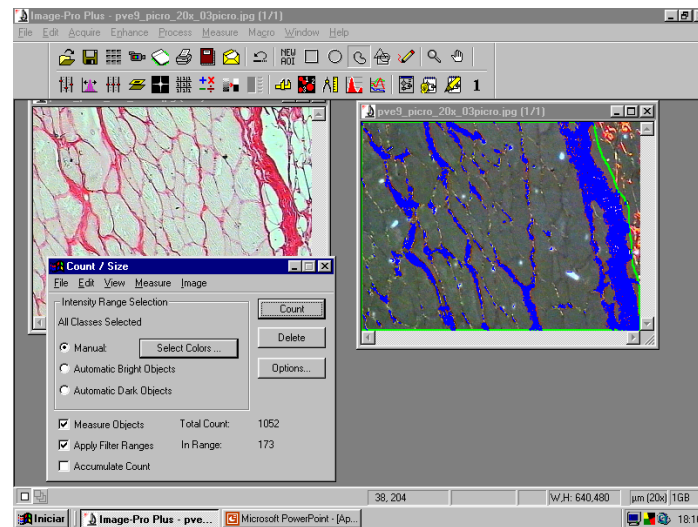 Image-Pro Plus - pve9_picro_20x_03picro.jpg (1/1)
File Edit Acquire Enhance Process Measure Macro Window Help
NEW
AOI
1
pve9_picro_20x_03picro.jpg (1/1)
Count / Size
File Edit View Measure Image
Intensity Range Selection
All Classes Selected
Manual: Select Colors ...
Automatic Bright Objects
Automatic Dark Objects
Count
Delete
Options...
Measure Objects Total Count: 1052
Apply Filter Ranges In Range: 173
Accumulate Count
38, 204 W,H: 640,480 µm (20x) 1GB
Iniciar Image-Pro Plus - pve... Microsoft PowerPoint - [Ap...